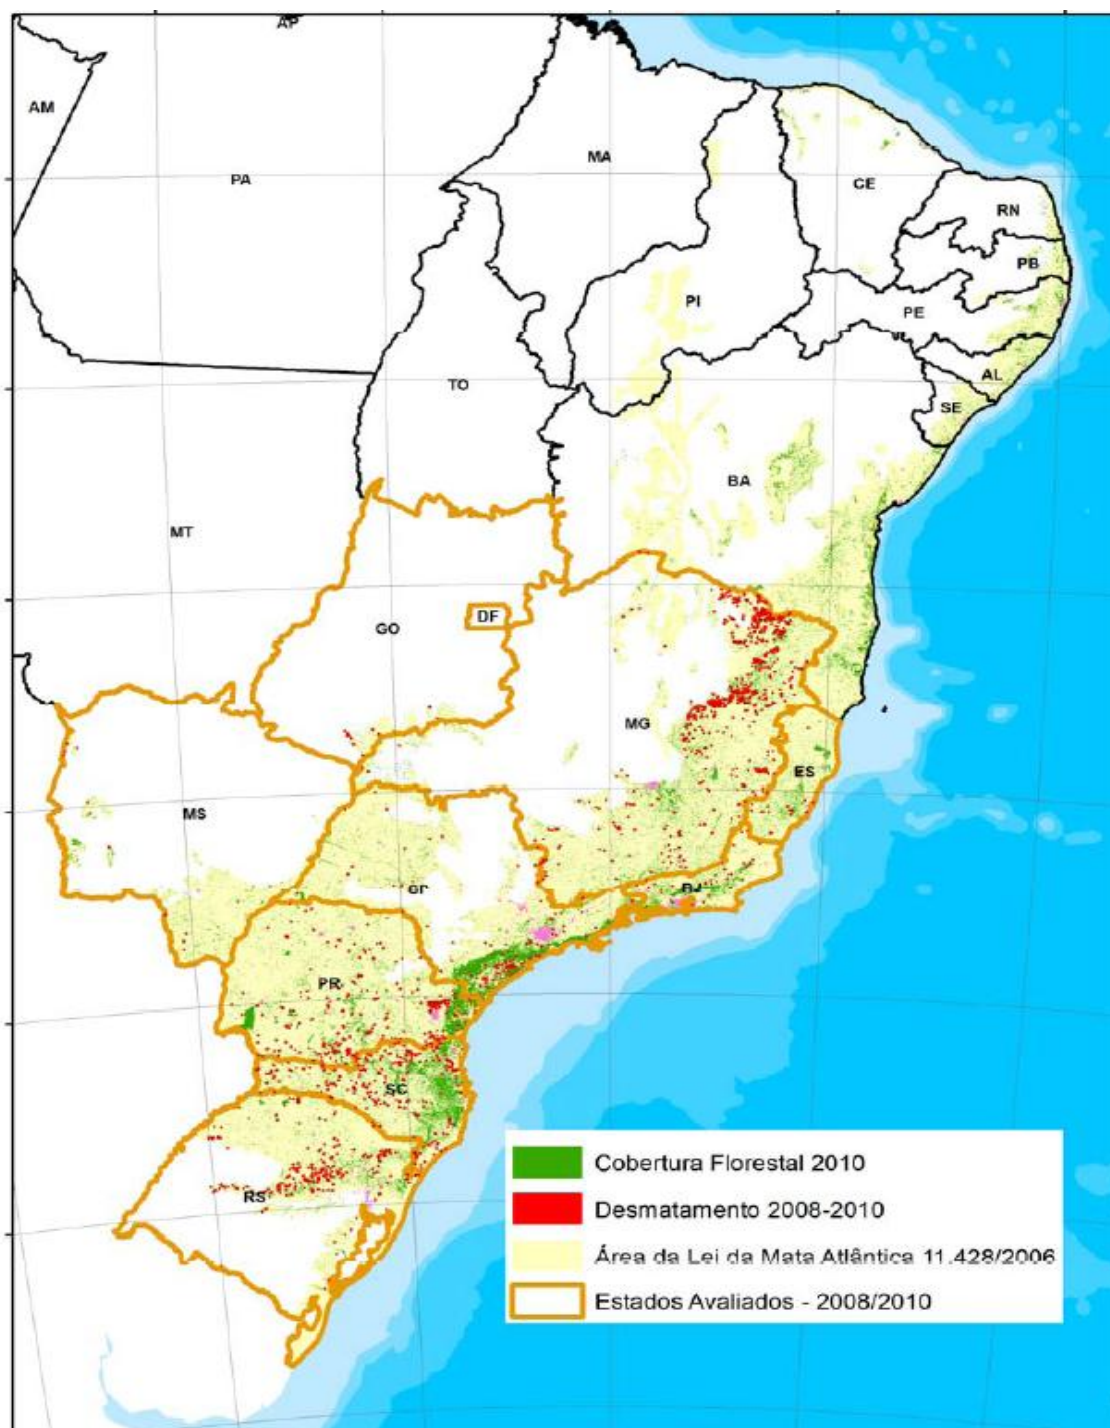 AP
AM
PA
MA
CE
RN
PB
PI
PE
TO
AL
SE
BA
MT
DF
GO
MG
ES
MS
RJ
PR
SC
RS
Cobertura Florestal 2010
Desmatamento 2008-2010
Área da Lei da Mata Atlântica 11.428/2006
Estados Avaliados - 2008/2010